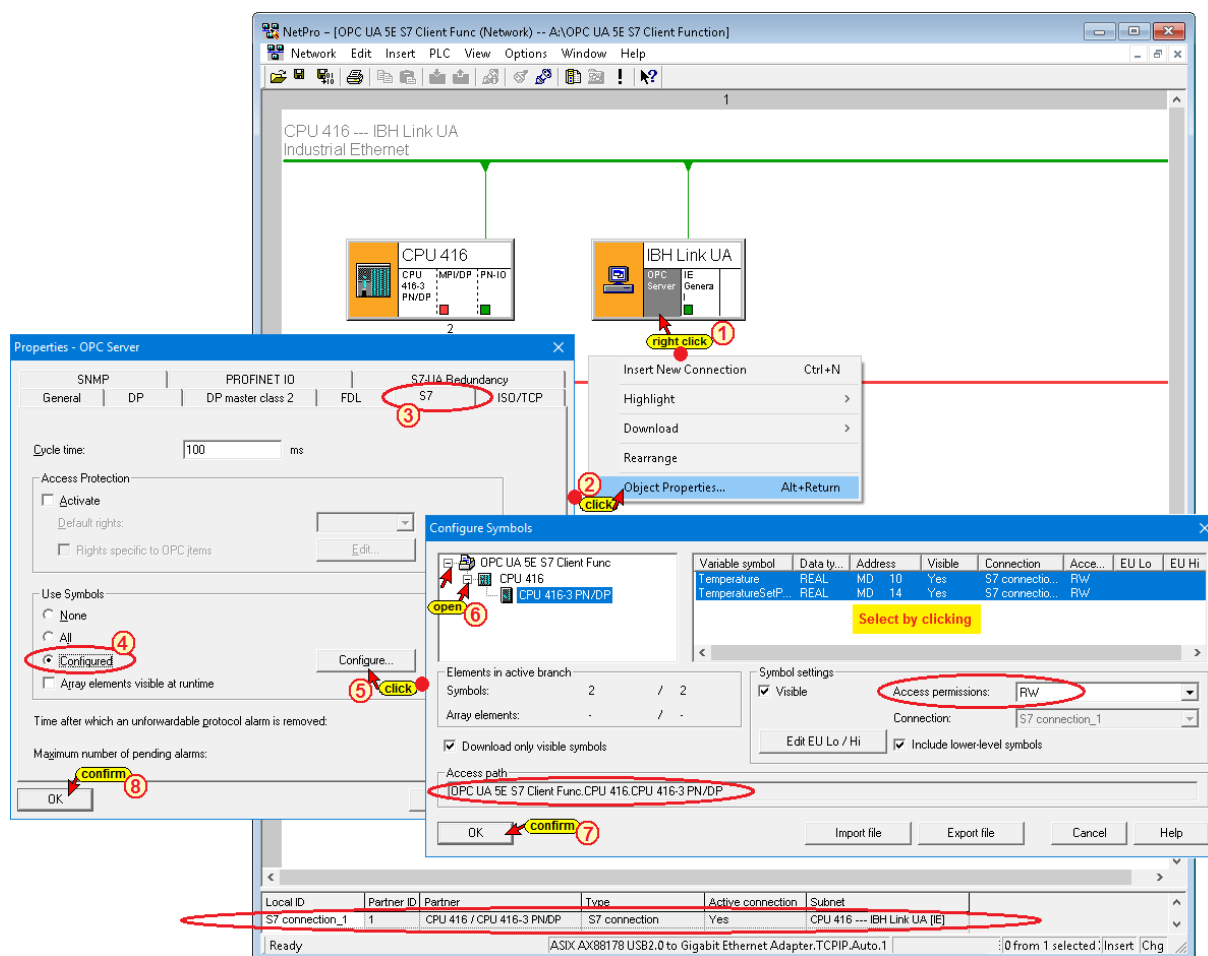 NetPro – [OPC UA 5E S7 Client Func (Network) -- A:\OPC UA 5E S7 Client Function]
Network Edit Insert PLC View Options Window Help
1
CPU 416 --- IBH Link UA
Industrial Ethernet
CPU 416
CPU 416-3 PN/DP
MPI/DP
PN-IO
2
IBH Link UA
OPC Server
IE General
right click
1
Insert New Connection Ctrl+N
Highlight
Download
Rearrange
Object Properties... Alt+Return
2
click
Properties - OPC Server
SNMP PROFINET IO S7-UA Redundancy
General DP DP master class 2 FDL S7 ISO/TCP
3
Cycle time: 100 ms
Access Protection
Activate
Default rights:
Rights specific to OPC items Edit...
Use Symbols
None
All
4
Configured Configure...
5
click
Array elements visible at runtime
Time after which an unforwardable protocol alarm is removed:
Maximum number of pending alarms:
confirm
8
OK
Configure Symbols
OPC UA 5E S7 Client Func
CPU 416
CPU 416-3 PN/DP
open
6
Variable symbol Data ty... Address Visible Connection Acce... EU Lo EU Hi
Temperature REAL MD 10 Yes S7 connectio... RW
TemperatureSetP... REAL MD 14 Yes S7 connectio... RW
Select by clicking
Elements in active branch
Symbols: 2 / 2
Array elements: - / -
Download only visible symbols
Symbol settings
Visible Access permissions: RW
Connection: S7 connection_1
Edit EU Lo / Hi Include lower-level symbols
Access path
OPC UA 5E S7 Client Func.CPU 416.CPU 416-3 PN/DP
OK confirm 7 Import file Export file Cancel Help
Local ID Partner ID Partner Type Active connection Subnet
S7 connection_1 1 CPU 416 / CPU 416-3 PN/DP S7 connection Yes CPU 416 --- IBH Link UA [IE]
Ready ASIX AX88178 USB2.0 to Gigabit Ethernet Adapter.TCPIP.Auto.1 0 from 1 selected Insert Chg